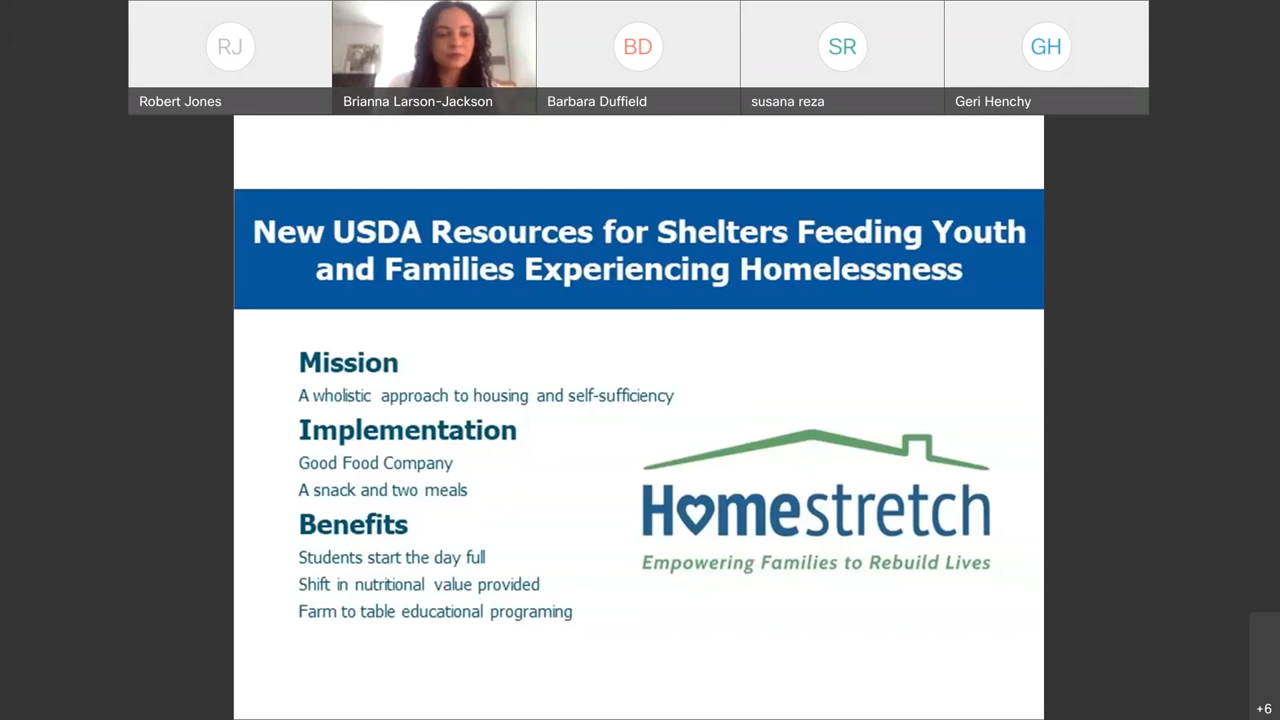 RJ
BD
SR
GH
Robert Jones
Brianna Larson-Jackson
Barbara Duffield
susana reza
Geri Henchy
New USDA Resources for Shelters Feeding Youth
and Families Experiencing Homelessness
Mission
A wholistic approach to housing and self-sufficiency
Implementation
Good Food Company
A snack and two meals
Benefits
Students start the day full
Shift in nutritional value provided
Farm to table educational programing
Homestretch
Empowering Families to Rebuild Lives
+6